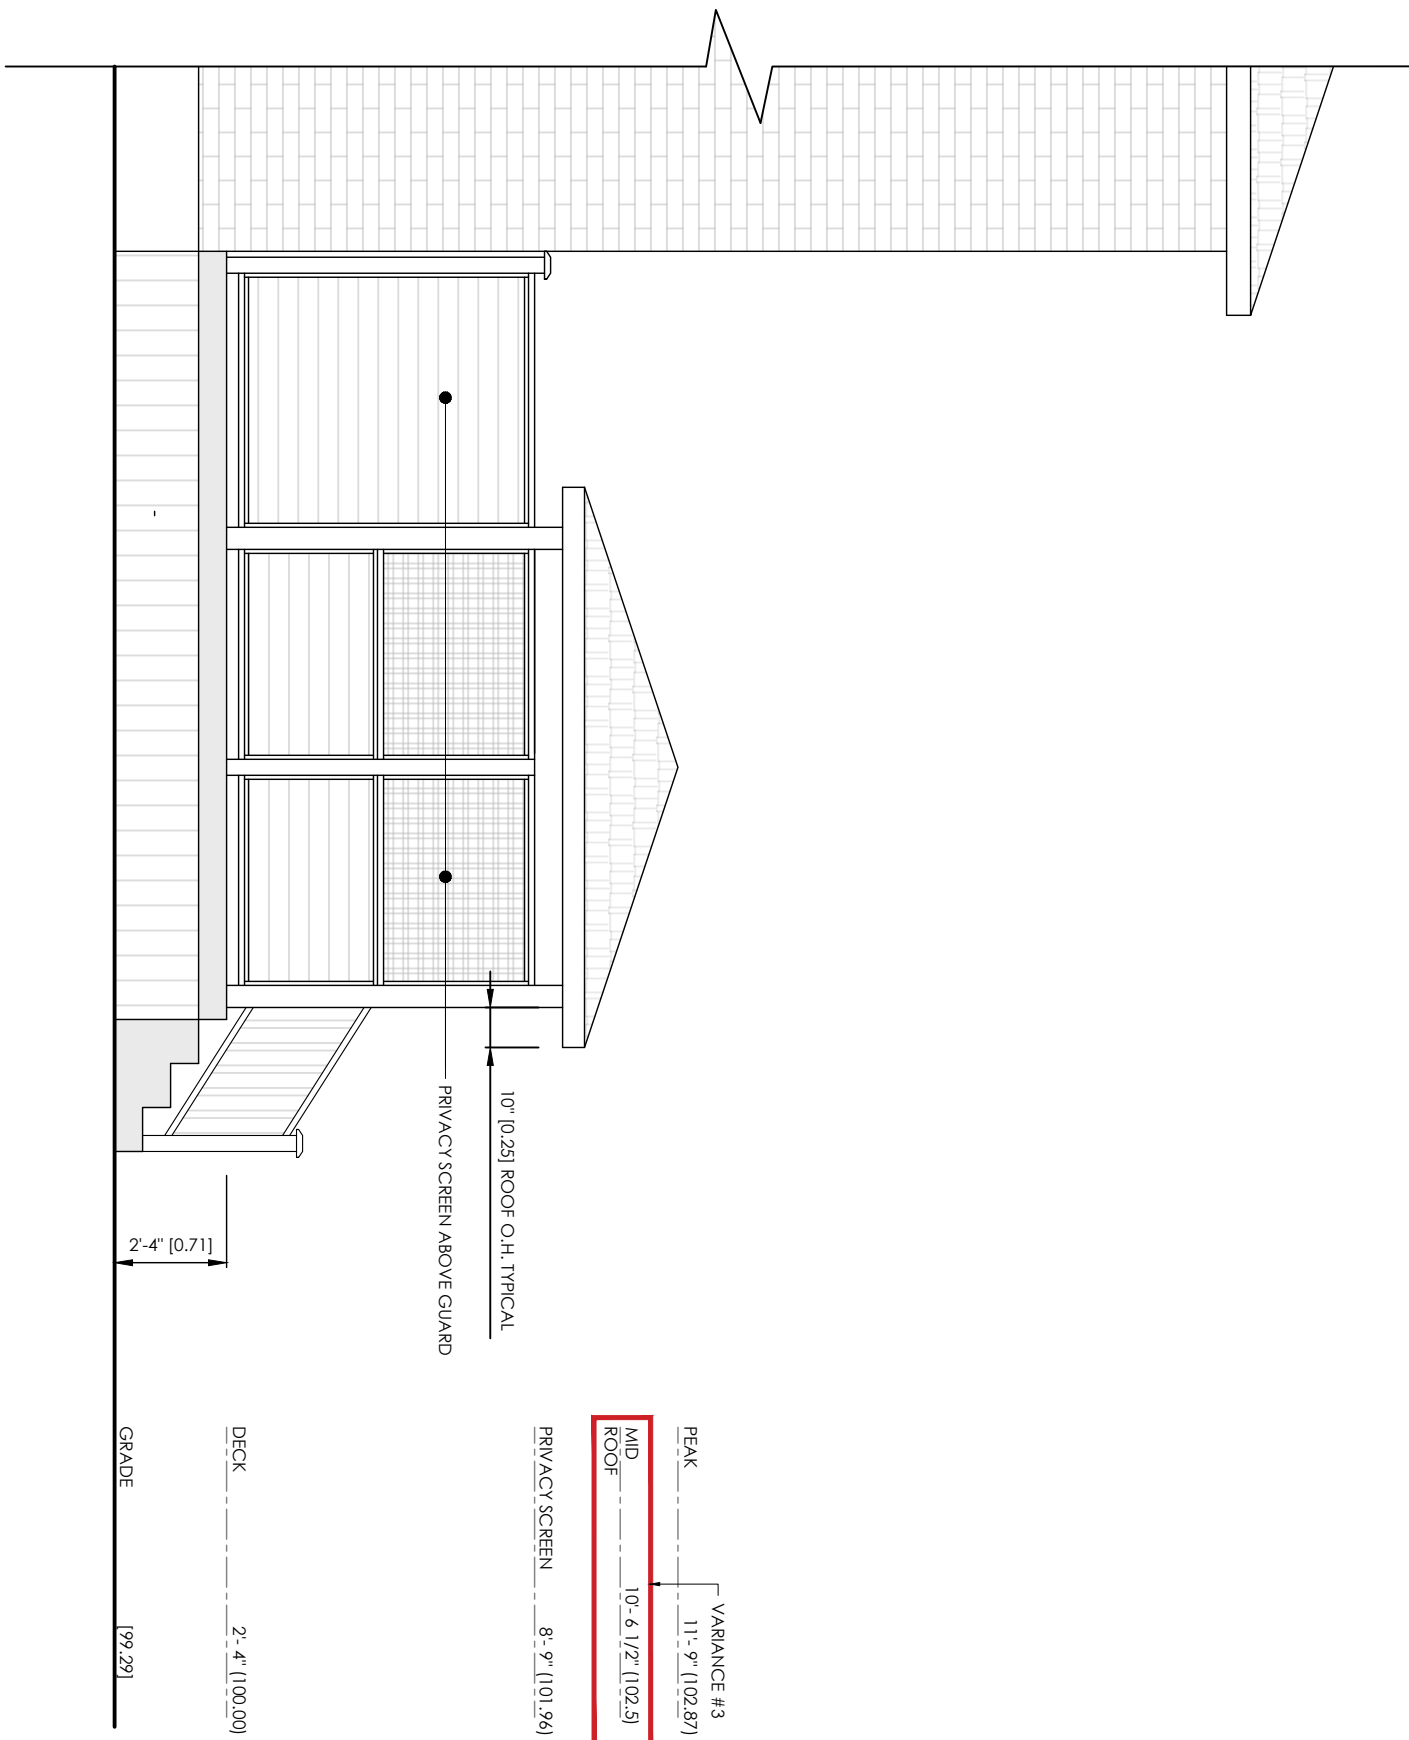 VARIANCE #3
PEAK 11'- 9" (102.87)
MID
ROOF 10'- 6 1/2" (102.5)
PRIVACY SCREEN 8'- 9" (101.96)
10" [0.25] ROOF O.H. TYPICAL
PRIVACY SCREEN ABOVE GUARD
DECK 2'- 4" (100.00)
2'-4" [0.71]
GRADE [99.29]